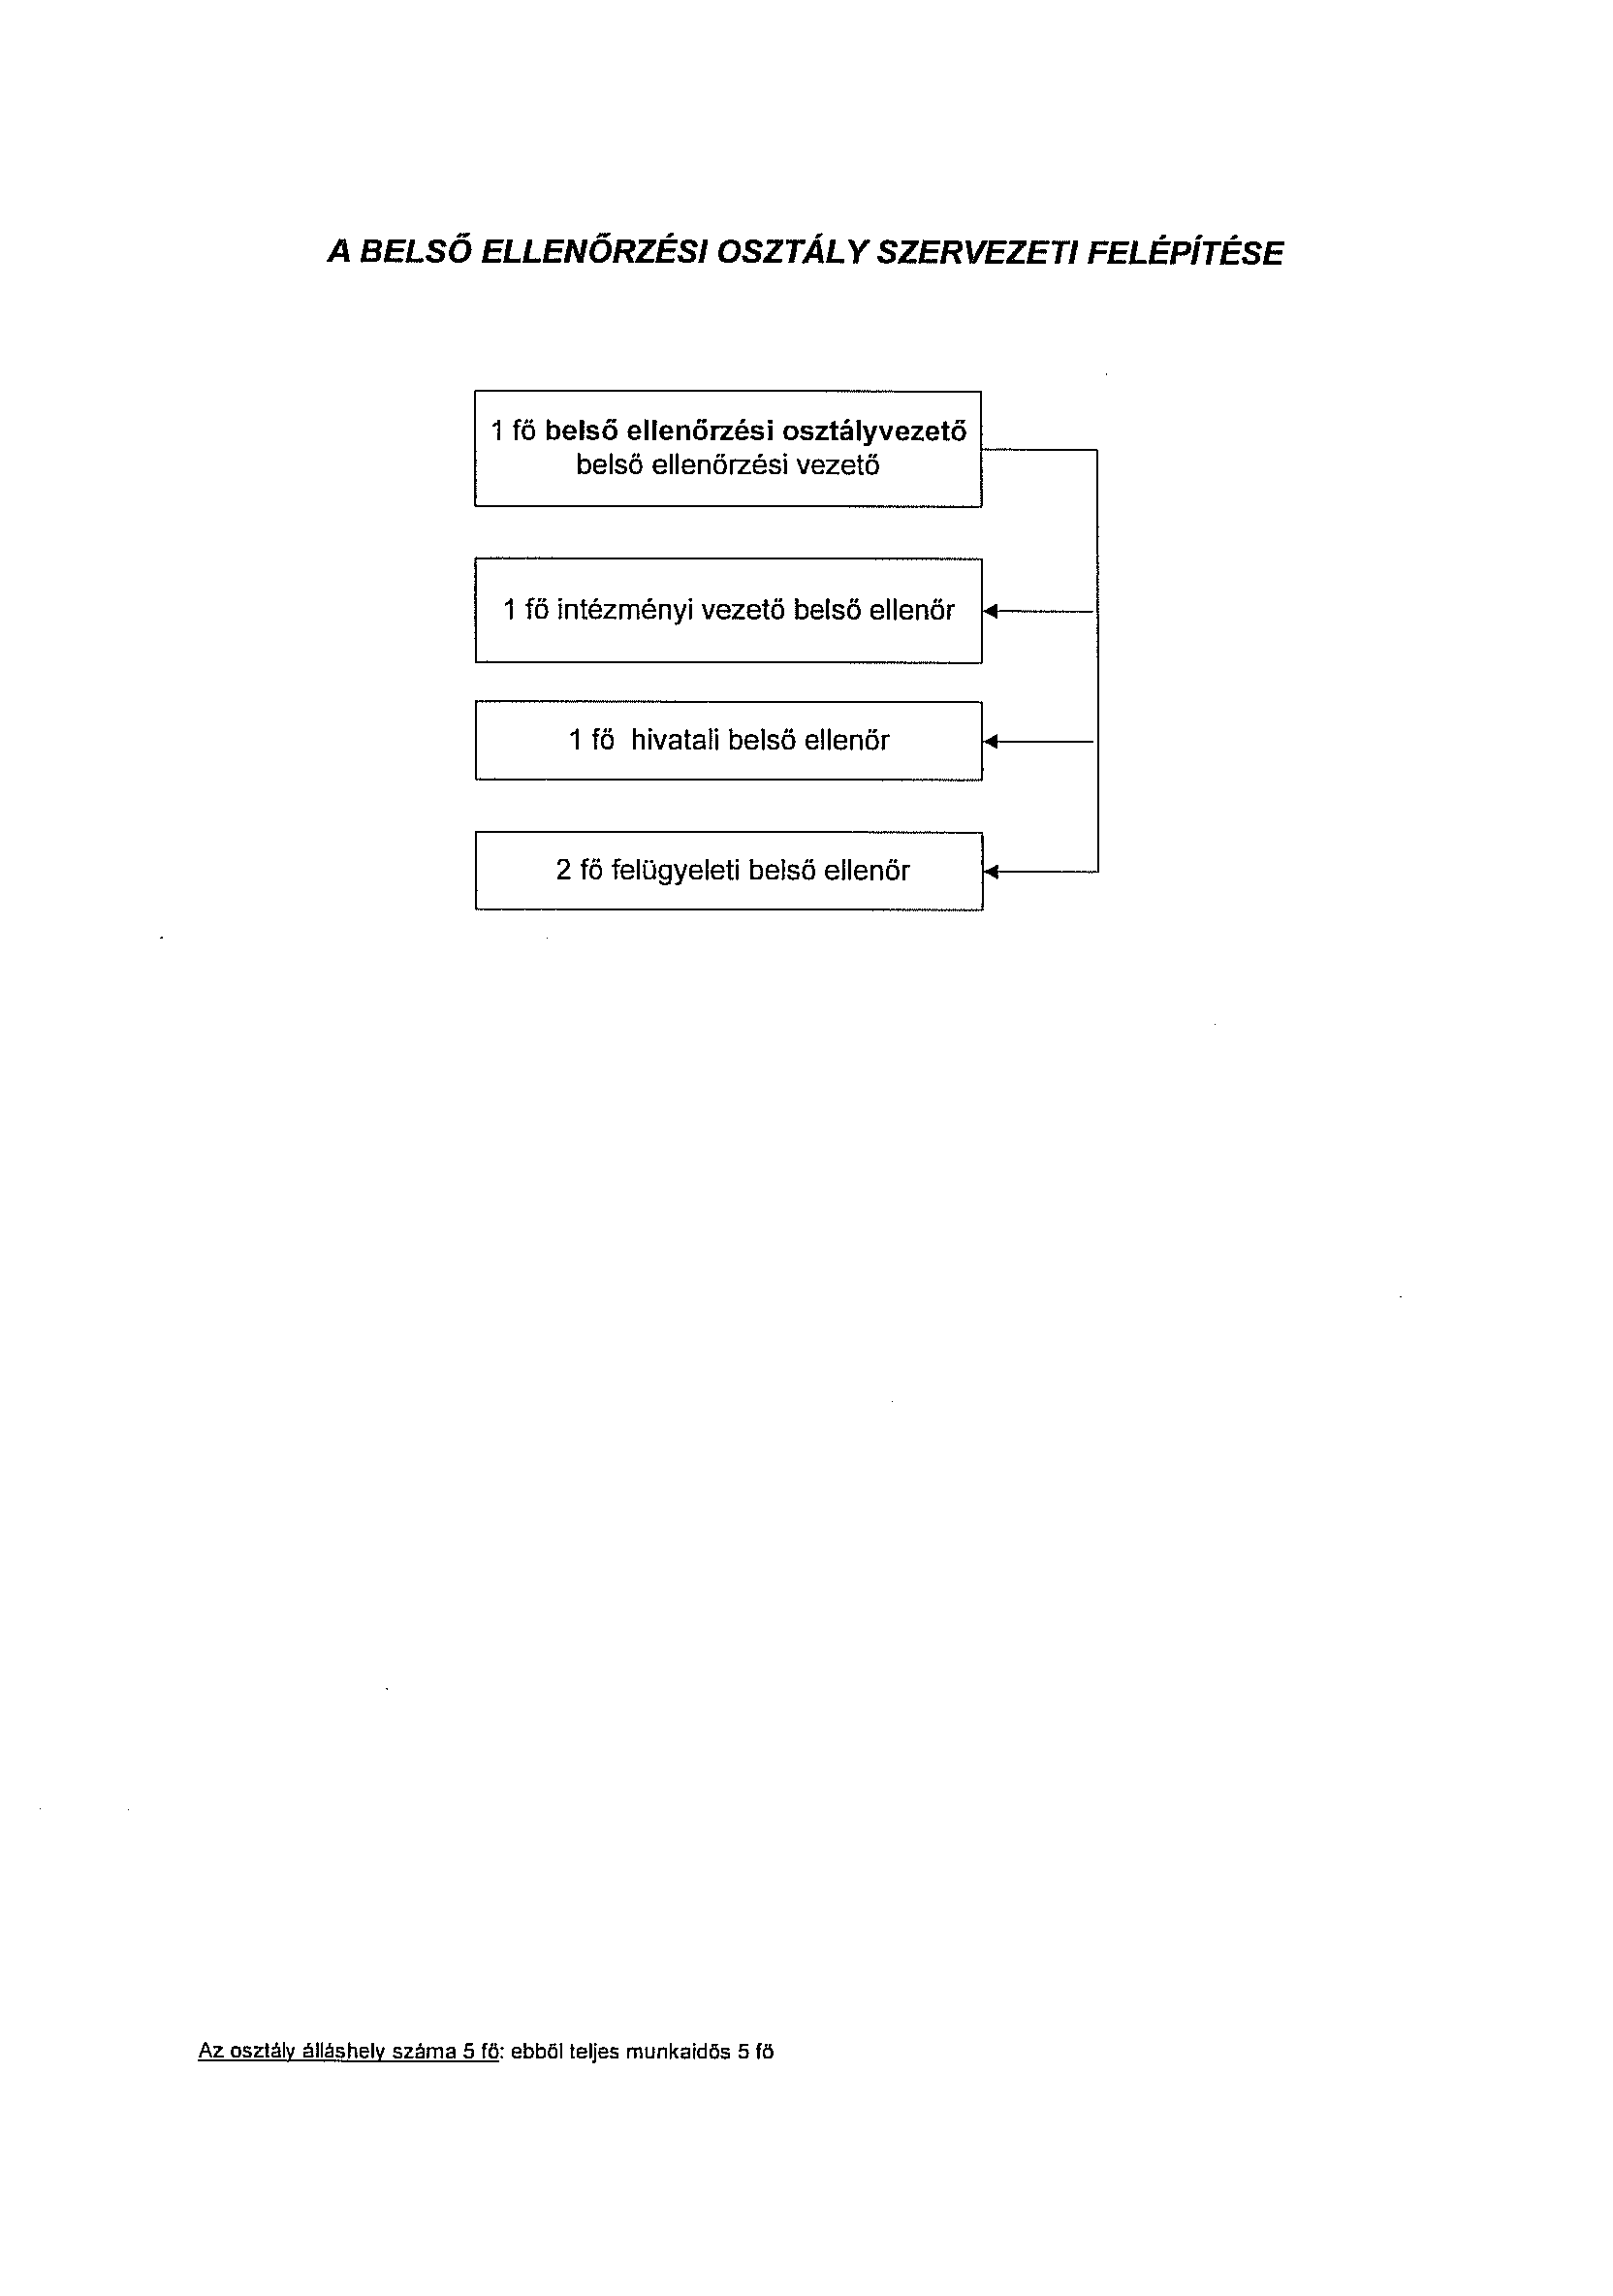 A BELSŐ ELLENŐRZÉSI OSZTÁLY SZERVEZETI FELÉPÍTÉSE
1 fő belső ellenőrzési osztályvezető
belső ellenőrzési vezető
1 fő intézményi vezető belső ellenőr
1 fő hivatali belső ellenőr
2 fő felügyeleti belső ellenőr
Az osztály álláshely száma 5 fő: ebből teljes munkaidős 5 fő